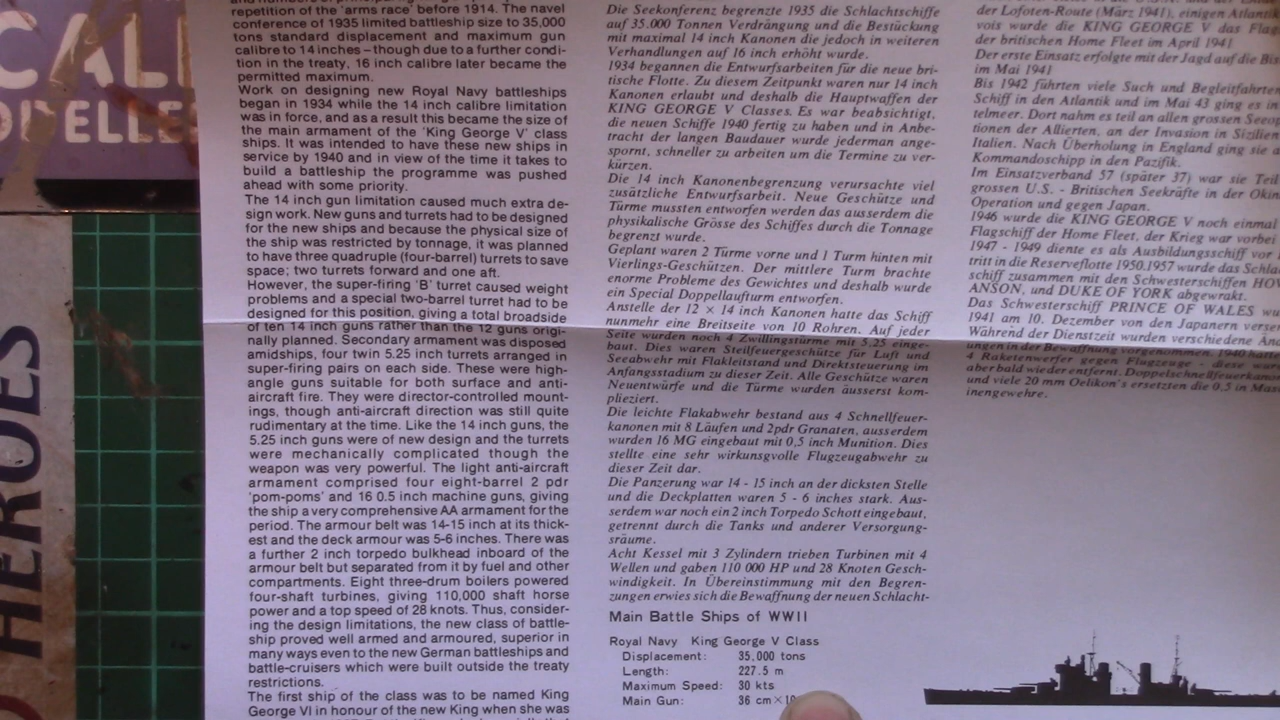 CALI
ODELLE
HEROES
repetition of the 'arms race' before 1914. The navel
conference of 1935 limited battleship size to 35,000
tons standard displacement and maximum gun
calibre to 14 inches – though due to a further condi-
tion in the treaty, 16 inch calibre later became the
permitted maximum.
Work on designing new Royal Navy battleships
began in 1934 while the 14 inch calibre limitation
was in force, and as a result this became the size of
the main armament of the 'King George V' class
ships. It was intended to have these new ships in
service by 1940 and in view of the time it takes to
build a battleship the programme was pushed
ahead with some priority.
The 14 inch gun limitation caused much extra de-
sign work. New guns and turrets had to be designed
for the new ships and because the physical size of
the ship was restricted by tonnage, it was planned
to have three quadruple (four-barrel) turrets to save
space; two turrets forward and one aft.
However, the super-firing 'B' turret caused weight
problems and a special two-barrel turret had to be
designed for this position, giving a total broadside
of ten 14 inch guns rather than the 12 guns origi-
nally planned. Secondary armament was disposed
amidships, four twin 5.25 inch turrets arranged in
super-firing pairs on each side. These were high-
angle guns suitable for both surface and anti-
aircraft fire. They were director-controlled mount-
ings, though anti-aircraft direction was still quite
rudimentary at the time. Like the 14 inch guns, the
5.25 inch guns were of new design and the turrets
were mechanically complicated though the
weapon was very powerful. The light anti-aircraft
armament comprised four eight-barrel 2 pdr
'pom-poms' and 16 0.5 inch machine guns, giving
the ship a very comprehensive AA armament for the
period. The armour belt was 14-15 inch at its thick-
est and the deck armour was 5-6 inches. There was
a further 2 inch torpedo bulkhead inboard of the
armour belt but separated from it by fuel and other
compartments. Eight three-drum boilers powered
four-shaft turbines, giving 110,000 shaft horse
power and a top speed of 28 knots. Thus, consider-
ing the design limitations, the new class of battle-
ship proved well armed and armoured, superior in
many ways even to the new German battleships and
battle-cruisers which were built outside the treaty
restrictions.
The first ship of the class was to be named King
George VI in honour of the new King when she was
Die Seekonferenz begrenzte 1935 die Schlachtschiffe
auf 35.000 Tonnen Verdrängung und die Bestückung
mit maximal 14 inch Kanonen die jedoch in weiteren
Verhandlungen auf 16 inch erhöht wurde.
1934 begannen die Entwurfsarbeiten für die neue bri-
tische Flotte. Zu diesem Zeitpunkt waren nur 14 inch
Kanonen erlaubt und deshalb die Hauptwaffen der
KING GEORGE V Classes. Es war beabsichtigt,
die neuen Schiffe 1940 fertig zu haben und in Anbe-
tracht der langen Baudauer wurde jederman ange-
spornt, schneller zu arbeiten um die Termine zu ver-
kürzen.
Die 14 inch Kanonenbegrenzung verursachte viel
zusätzliche Entwurfsarbeit. Neue Geschütze und
Türme mussten entworfen werden das ausserdem die
physikalische Grösse des Schiffes durch die Tonnage
begrenzt wurde.
Geplant waren 2 Türme vorne und 1 Turm hinten mit
Vierlings-Geschützen. Der mittlere Turm brachte
enorme Probleme des Gewichtes und deshalb wurde
ein Special Doppellaufturm entworfen.
Anstelle der 12 × 14 inch Kanonen hatte das Schiff
nunmehr eine Breitseite von 10 Rohren. Auf jeder
Seite wurden noch 4 Zwillingstürme mit 5,25 einge-
baut. Dies waren Steilfeuergeschütze für Luft und
Seeabwehr mit Flakleitstand und Direktsteuerung im
Anfangsstadium zu dieser Zeit. Alle Geschütze waren
Neuentwürfe und die Türme wurden äusserst kom-
pliziert.
Die leichte Flakabwehr bestand aus 4 Schnellfeuer-
kanonen mit 8 Läufen und 2pdr Granaten, ausserdem
wurden 16 MG eingebaut mit 0,5 inch Munition. Dies
stellte eine sehr wirkunsgvolle Flugzeugabwehr zu
dieser Zeit dar.
Die Panzerung war 14 - 15 inch an der dicksten Stelle
und die Deckplatten waren 5 - 6 inches stark. Aus-
serdem war noch ein 2 inch Torpedo Schott eingebaut,
getrennt durch die Tanks und anderer Versorgung-
sräume.
Acht Kessel mit 3 Zylindern trieben Turbinen mit 4
Wellen und gaben 110 000 HP und 28 Knoten Gesch-
windigkeit. In Übereinstimmung mit den Begren-
zungen erwies sich die Bewaffnung der neuen Schlacht-
der Lofoten-Route (März 1941), einigen Atlantik
vois wurde die KING GEORGE V das Flag
der britischen Home Fleet im April 1941
Der erste Einsatz erfolgte mit der Jagd auf die Bis
im Mai 1941
Bis 1942 führten viele Such und Begleitfahrten
Schiff in den Atlantik und im Mai 43 ging es in
telmeer. Dort nahm es teil an allen grossen Seeop
tionen der Allierten, an der Invasion in Sizilien
Italien. Nach Überholung in England ging sie a
Kommandoschipp in den Pazifik.
Im Einsatzverband 57 (später 37) war sie Teil
grossen U.S. - Britischen Seekräfte in der Okin
Operation und gegen Japan.
1946 wurde die KING GEORGE V noch einmal
Flagschiff der Home Fleet, der Krieg war vorbei
1947 - 1949 diente es als Ausbildungsschiff vor
tritt in die Reserveflotte 1950.1957 wurde das Schla
schiff zusammen mit den Schwesterschiffen HOW
ANSON, und DUKE OF YORK abgewrakt.
Das Schwesterschiff PRINCE OF WALES wu
1941 am 10. Dezember von den Japanern verse
Während der Dienstzeit wurden verschiedene Änd
ungen in der Bewaffnung vorgenommen. 1940 hatte
4 Raketenwerfer gegen Flugzeuge - diese wurd
aber bald wieder entfernt. Doppelschnellfeuerkan
und viele 20 mm Oelikon's ersetzten die 0,5 in Mas
inengewehre.
Main Battle Ships of WWII
Royal Navy King George V Class
Displacement: 35,000 tons
Length: 227.5 m
Maximum Speed: 30 kts
Main Gun: 36 cm×10